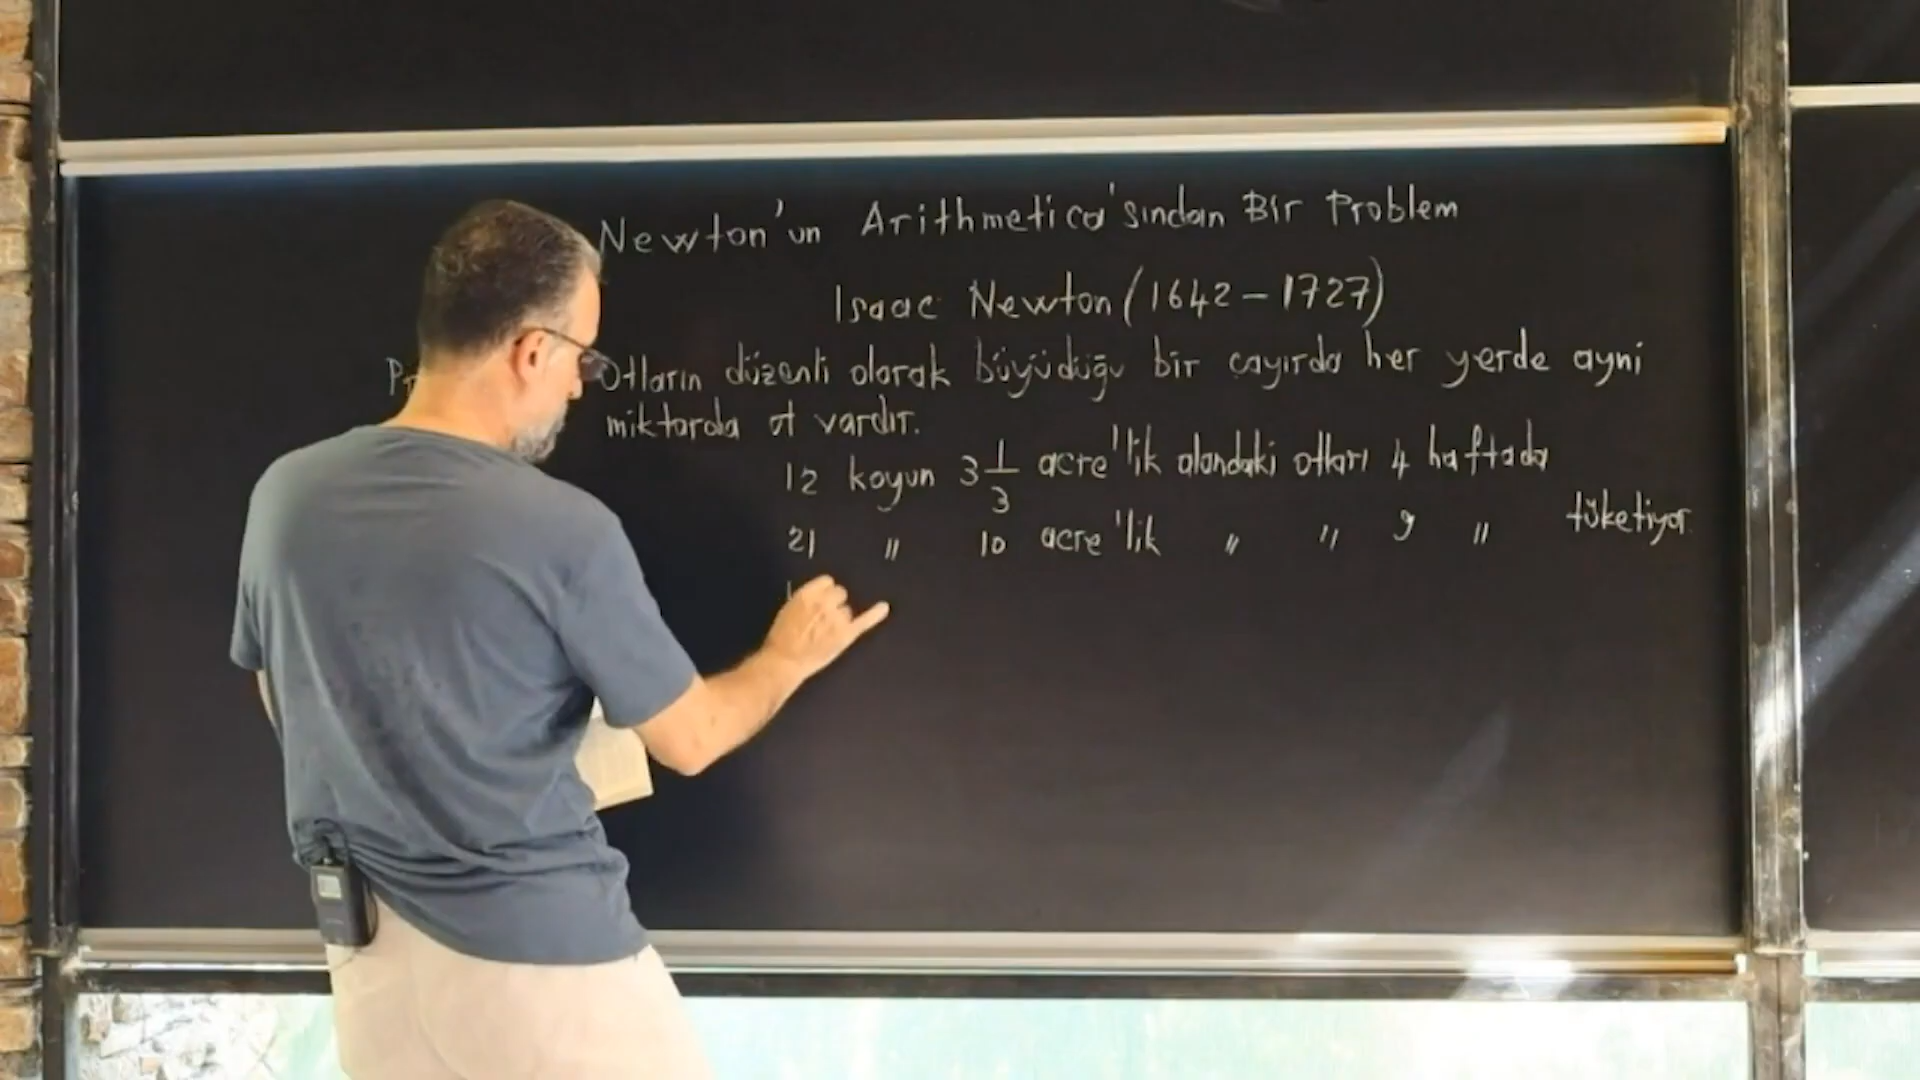 Newton'un Arithmetica'sından Bir Problem
Isaac Newton (1642 – 1727)
Otların düzenli olarak büyüdüğü bir çayırda her yerde ayni
miktarda ot vardır.
12 koyun 3 1/3 acre'lik alandaki otları 4 haftada
21 " 10 acre'lik " " 9 " tüketiyor.